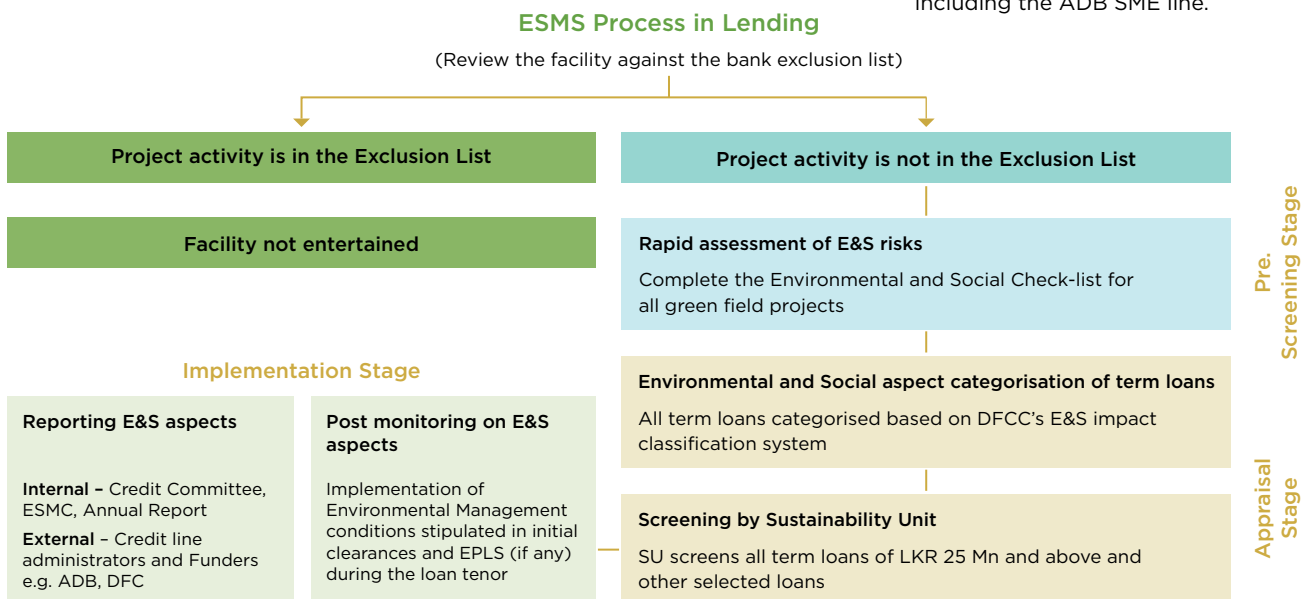 including the ADB SME line.
ESMS Process in Lending
(Review the facility against the bank exclusion list)
Project activity is in the Exclusion List
Project activity is not in the Exclusion List
Facility not entertained
Rapid assessment of E&S risks
Complete the Environmental and Social Check-list for
all green field projects
Pre.
Screening Stage
Environmental and Social aspect categorisation of term loans
All term loans categorised based on DFCC’s E&S impact
classification system
Screening by Sustainability Unit
SU screens all term loans of LKR 25 Mn and above and
other selected loans
Appraisal
Stage
Implementation Stage
Post monitoring on E&S
aspects
Implementation of
Environmental Management
conditions stipulated in initial
clearances and EPLS (if any)
during the loan tenor
Reporting E&S aspects
Internal – Credit Committee,
ESMC, Annual Report
External – Credit line
administrators and Funders
e.g. ADB, DFC